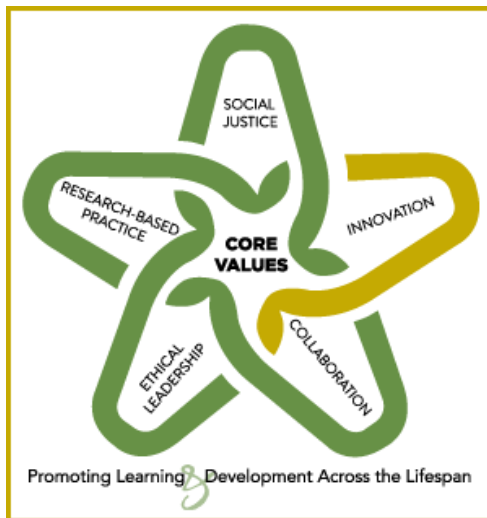 SOCIAL
JUSTICE
RESEARCH-BASED
PRACTICE
INNOVATION
CORE
VALUES
ETHICAL
LEADERSHIP
COLLABORATION
Promoting Learning & Development Across the Lifespan